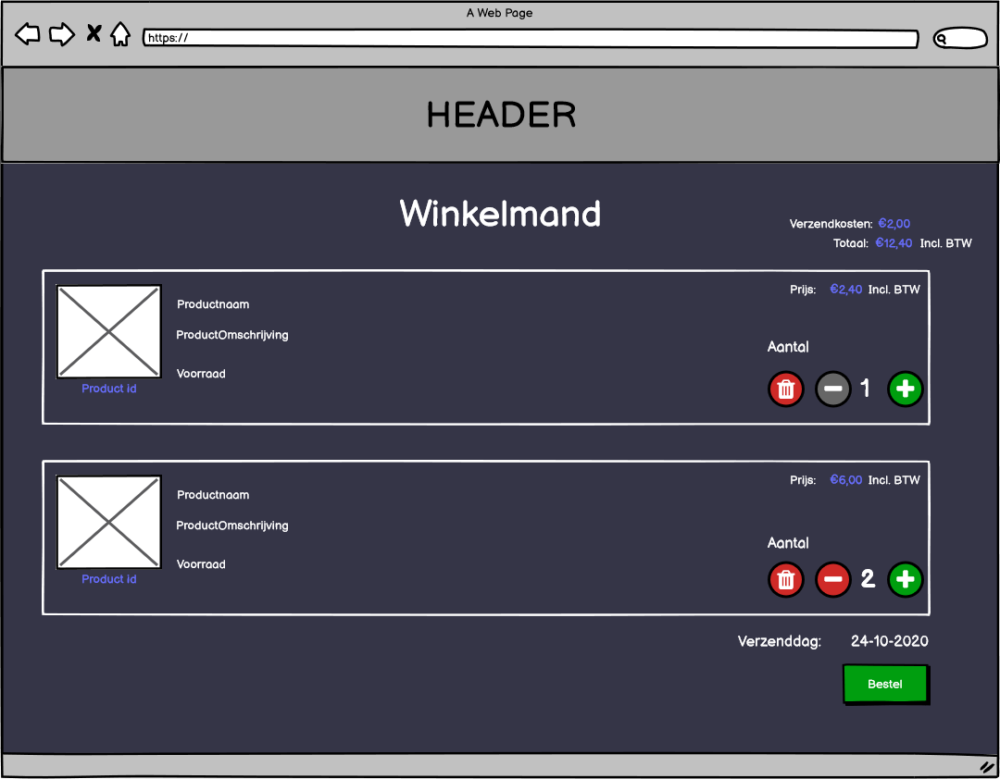 A Web Page
https://
HEADER
Winkelmand
Verzendkosten: €2,00
Totaal: €12,40 Incl. BTW
Prijs: €2,40 Incl. BTW
Productnaam
ProductOmschrijving
Aantal
Voorraad
Product id
1
Prijs: €6,00 Incl. BTW
Productnaam
ProductOmschrijving
Aantal
Voorraad
Product id
2
Verzenddag: 24-10-2020
Bestel